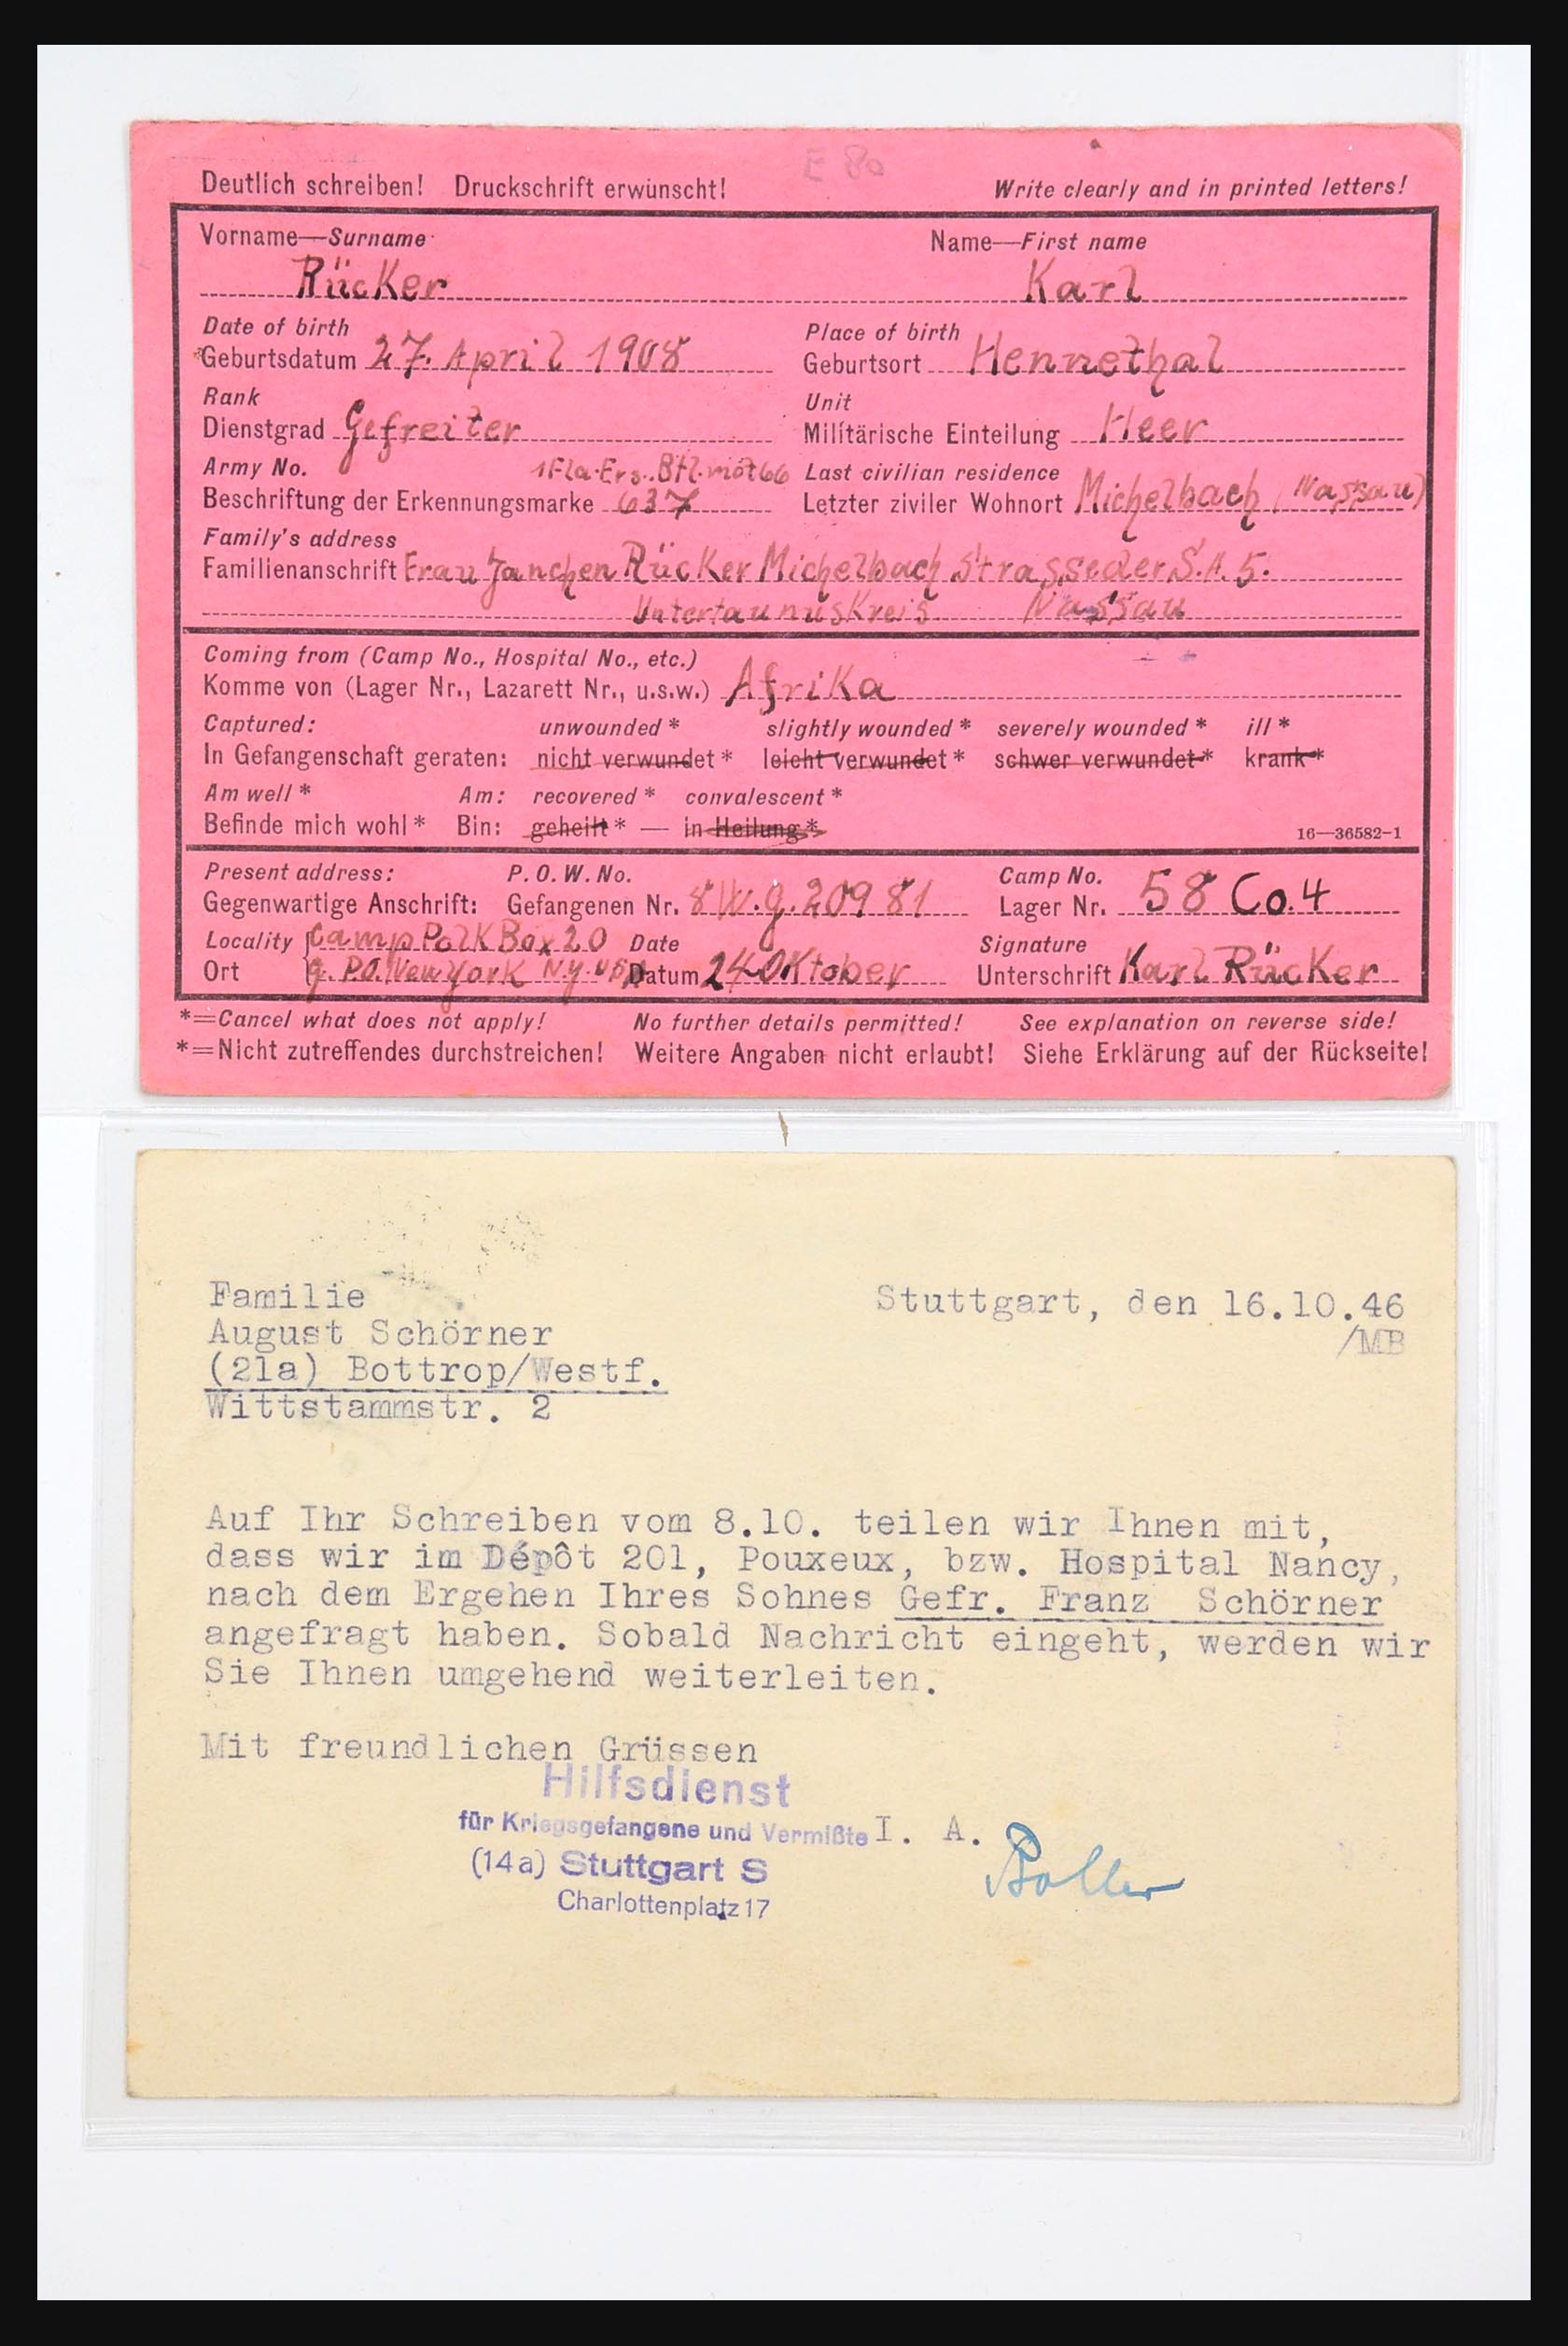 E 80
Deutlich schreiben! Druckschrift erwünscht! Write clearly and in printed letters!
Vorname—Surname Name—First name
Rücker Karl
Date of birth Place of birth
Geburtsdatum 27. April 1908 Geburtsort Hennethal
Rank Unit
Dienstgrad Gefreiter Militärische Einteilung Heer
Army No. 1 Fla. Ers. Btl. mot 66 Last civilian residence
Beschriftung der Erkennungsmarke 637 Letzter ziviler Wohnort Michelbach (Nassau)
Family's address
Familienanschrift Frau Janchen Rücker Michelbach Strasse der S.A. 5.
Untertaunuskreis Nassau
Coming from (Camp No., Hospital No., etc.)
Komme von (Lager Nr., Lazarett Nr., u.s.w.) Afrika
Captured: unwounded * slightly wounded * severely wounded * ill *
In Gefangenschaft geraten: nicht verwundet * leicht verwundet * schwer verwundet * krank *
Am well * Am: recovered * convalescent *
Befinde mich wohl * Bin: geheilt * — in Heilung *
16—36582-1
Present address: P. O. W. No. Camp No.
Gegenwartige Anschrift: Gefangenen Nr. 8 W. g. 20981 Lager Nr. 58 Co. 4
Locality Camp Polk Box 20 Date Signature
Ort g. P.O. New York N.Y. USA Datum 24 Oktober Unterschrift Karl Rücker
*=Cancel what does not apply! No further details permitted! See explanation on reverse side!
*=Nicht zutreffendes durchstreichen! Weitere Angaben nicht erlaubt! Siehe Erklärung auf der Rückseite!
Familie Stuttgart, den 16.10.46
August Schörner /MB
(21a) Bottrop/Westf.
Wittstammstr. 2
Auf Ihr Schreiben vom 8.10. teilen wir Ihnen mit,
dass wir im Dépôt 201, Pouxeux, bzw. Hospital Nancy,
nach dem Ergehen Ihres Sohnes Gefr. Franz Schörner
angefragt haben. Sobald Nachricht eingeht, werden wir
Sie Ihnen umgehend weiterleiten.
Mit freundlichen Grüssen
Hilfsdienst
für Kriegsgefangene und Vermißte I. A. Boller
(14a) Stuttgart S
Charlottenplatz 17